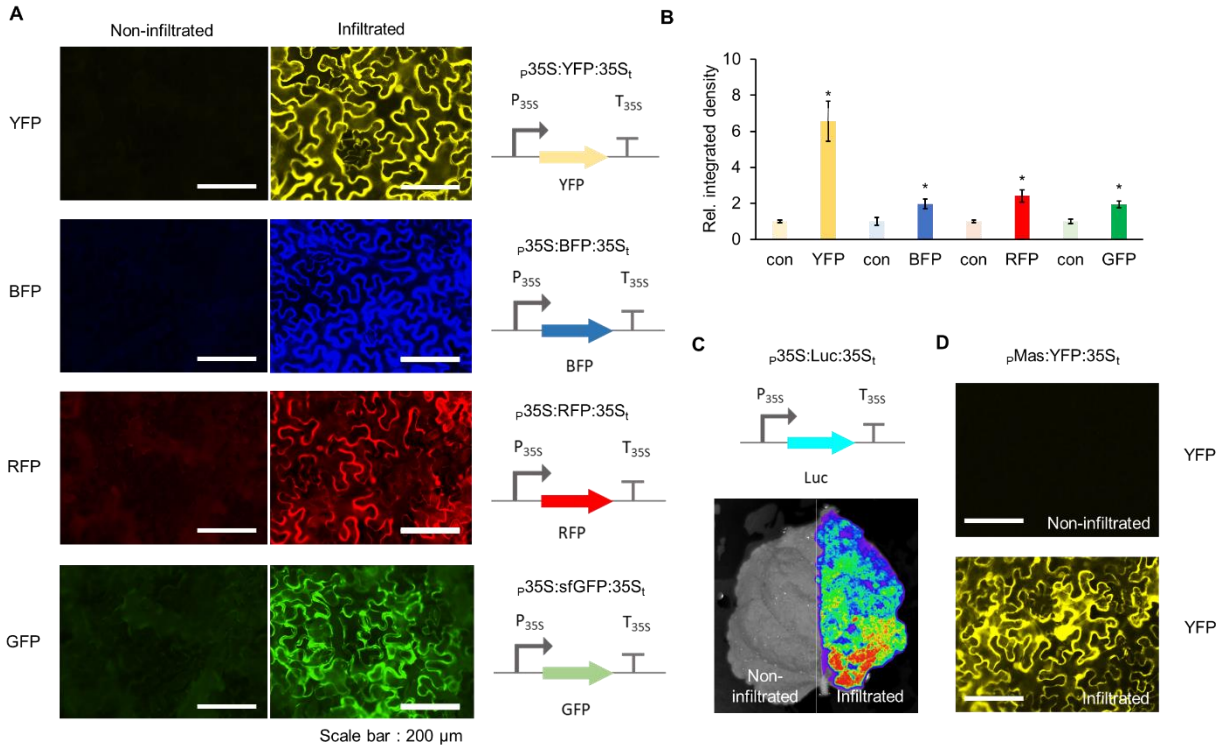 A
Non-infiltrated
Infiltrated
YFP
ₚ35S:YFP:35Sₜ
P₃₅S
T₃₅S
YFP
BFP
ₚ35S:BFP:35Sₜ
P₃₅S
T₃₅S
BFP
RFP
ₚ35S:RFP:35Sₜ
P₃₅S
T₃₅S
RFP
GFP
ₚ35S:sfGFP:35Sₜ
P₃₅S
T₃₅S
GFP
Scale bar : 200 μm
B
Rel. integrated density
10
8
6
4
2
0
*
*
*
*
con YFP con BFP con RFP con GFP
C
ₚ35S:Luc:35Sₜ
P₃₅S
T₃₅S
Luc
Non-
infiltrated
Infiltrated
D
ₚMas:YFP:35Sₜ
YFP
Non-infiltrated
YFP
Infiltrated